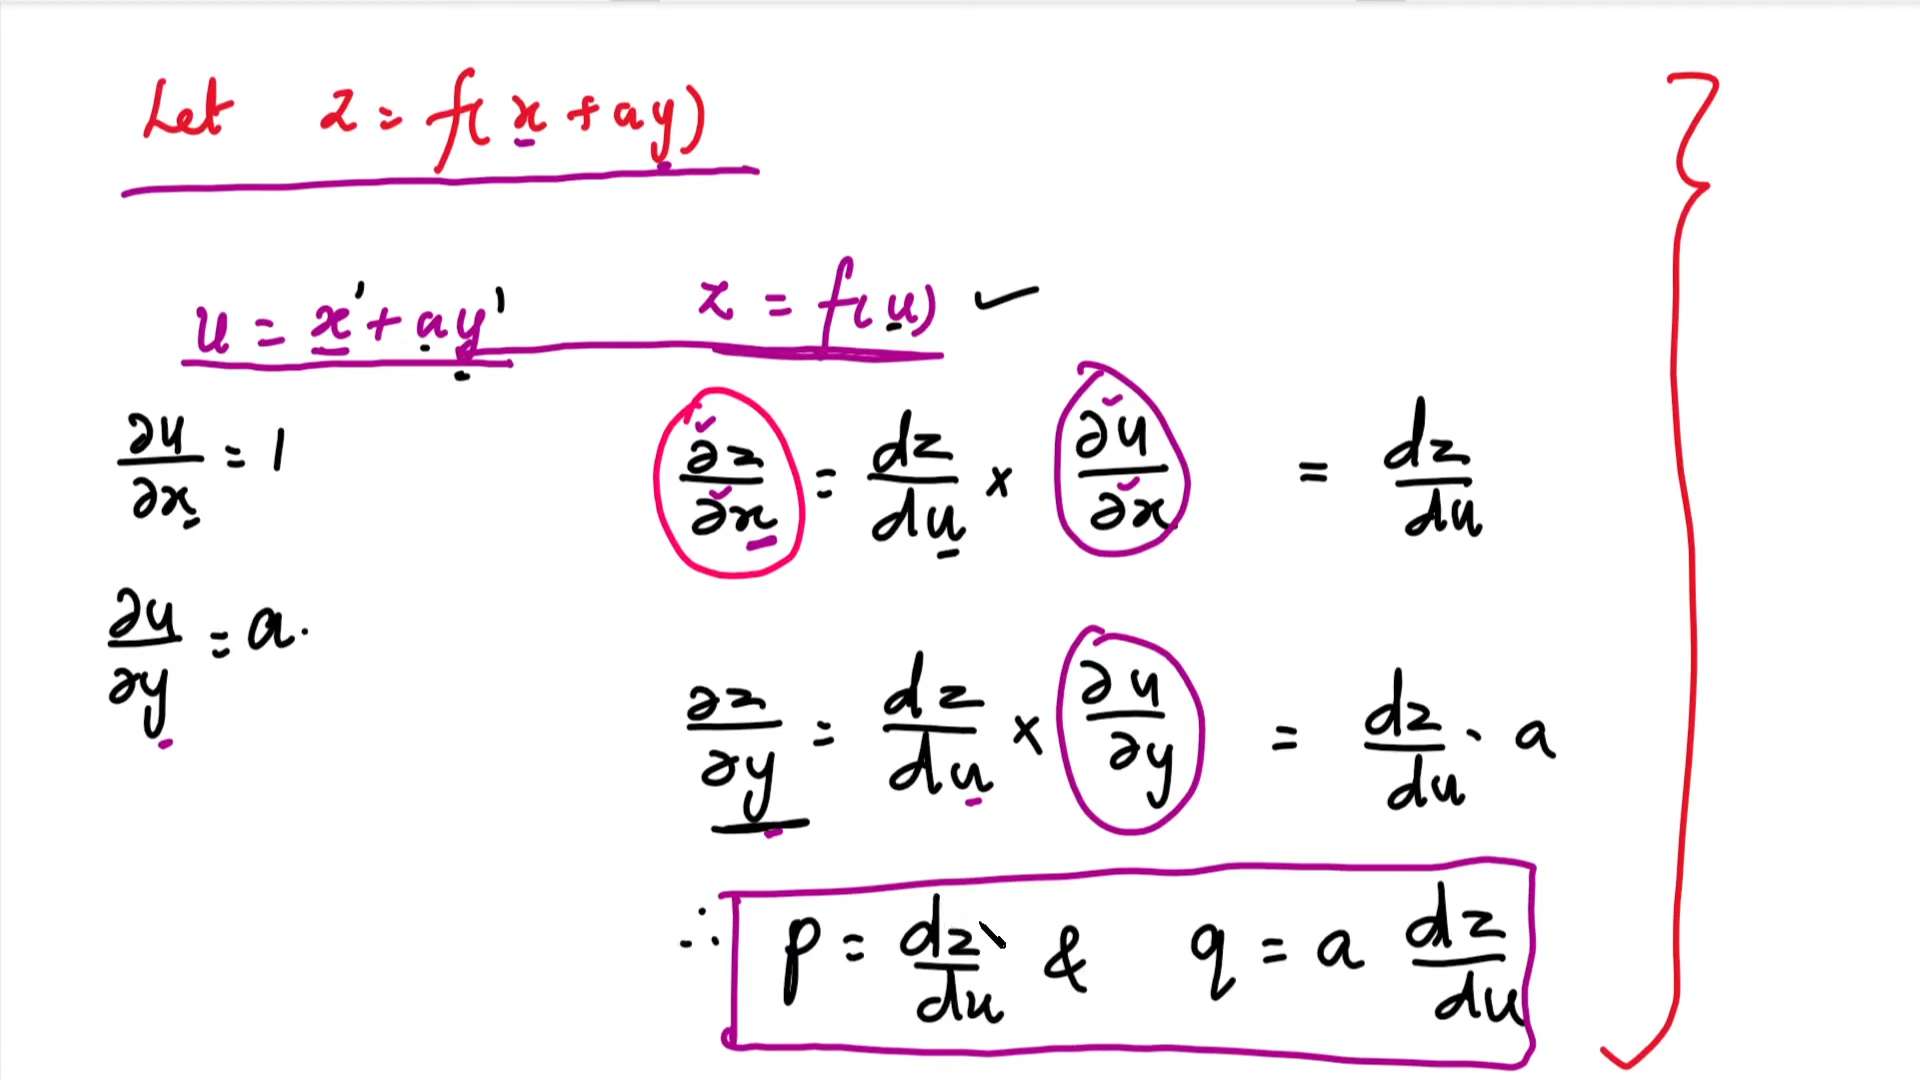 Let z = f(x + ay)
u = x' + ay' z = f(u) ✓
∂u/∂x = 1 ∂z/∂x = dz/du × ∂u/∂x = dz/du
∂u/∂y = a. ∂z/∂y = dz/du × ∂u/∂y = dz/du · a
∴ p = dz/du & q = a dz/du